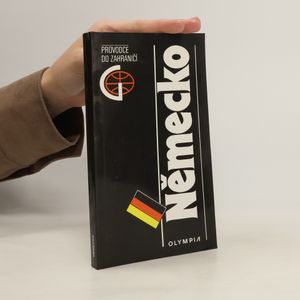 PRŮVODCE
DO ZAHRANIČÍ
Německo
OLYMPIA